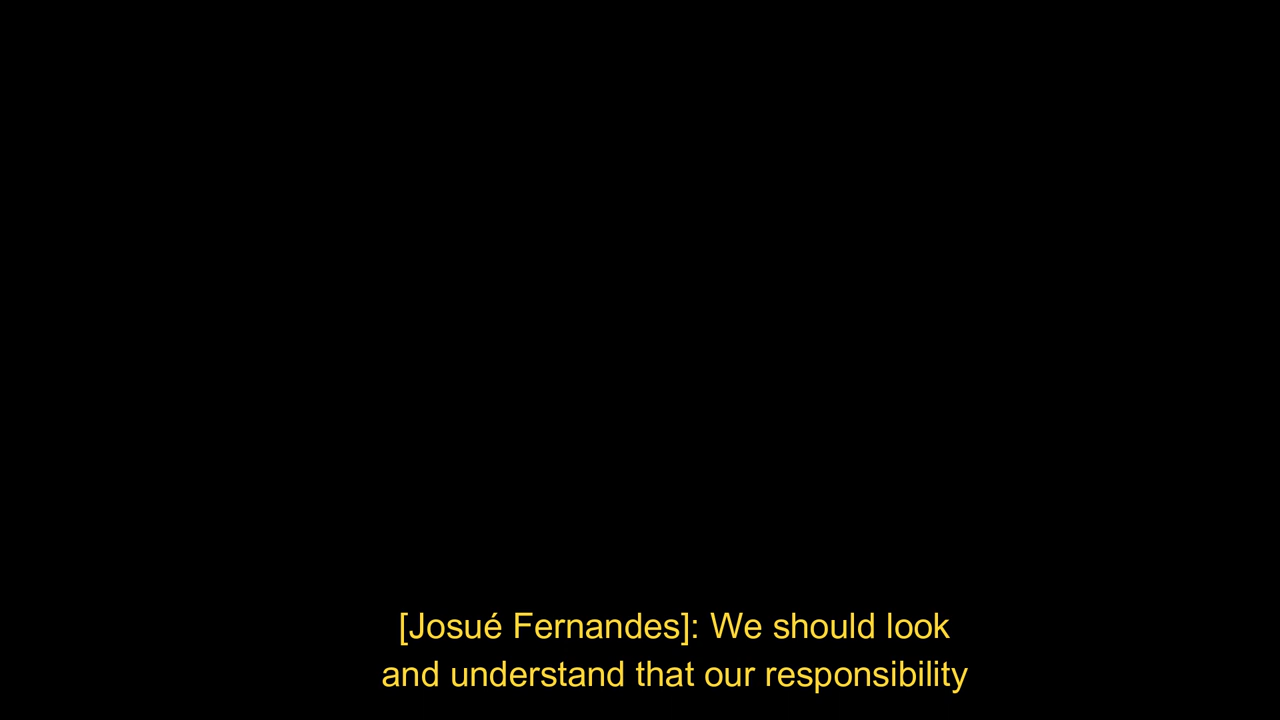 [Josué Fernandes]: We should look
and understand that our responsibility